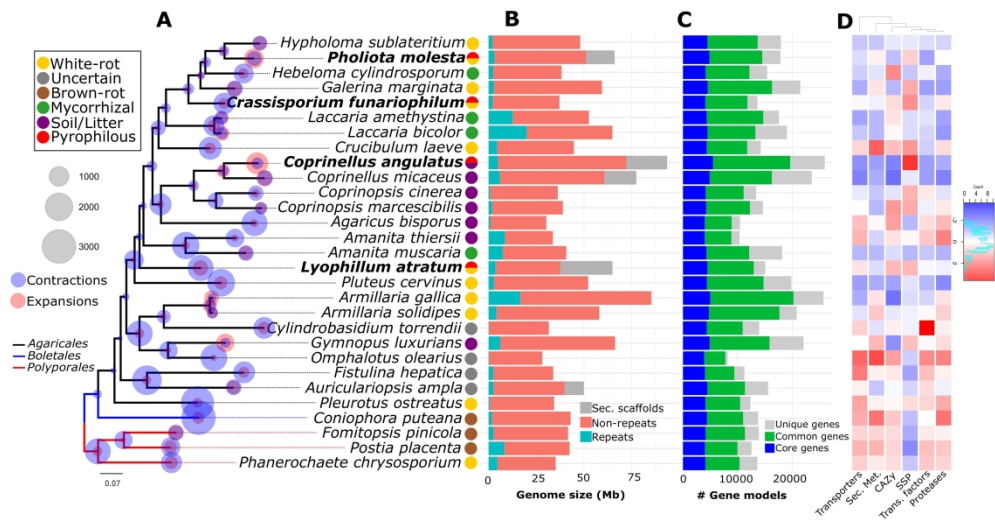 A
B
C
D
White-rot
Uncertain
Brown-rot
Mycorrhizal
Soil/Litter
Pyrophilous
1000
2000
3000
Contractions
Expansions
Agaricales
Boletales
Polyporales
0.07
Hypholoma sublateritium
Pholiota molesta
Hebeloma cylindrosporum
Galerina marginata
Crassisporium funariophilum
Laccaria amethystina
Laccaria bicolor
Crucibulum laeve
Coprinellus angulatus
Coprinellus micaceus
Coprinopsis cinerea
Coprinopsis marcescibilis
Agaricus bisporus
Amanita thiersii
Amanita muscaria
Lyophillum atratum
Pluteus cervinus
Armillaria gallica
Armillaria solidipes
Cylindrobasidium torrendii
Gymnopus luxurians
Omphalotus olearius
Fistulina hepatica
Auriculariopsis ampla
Pleurotus ostreatus
Coniophora puteana
Fomitopsis pinicola
Postia placenta
Phanerochaete chrysosporium
Sec. scaffolds
Non-repeats
Repeats
0 25 50 75
Genome size (Mb)
Unique genes
Common genes
Core genes
0 10000 20000
# Gene models
Transporters
Sec. Met.
CAZy
SSP
Trans. factors
Proteases
0 4 8